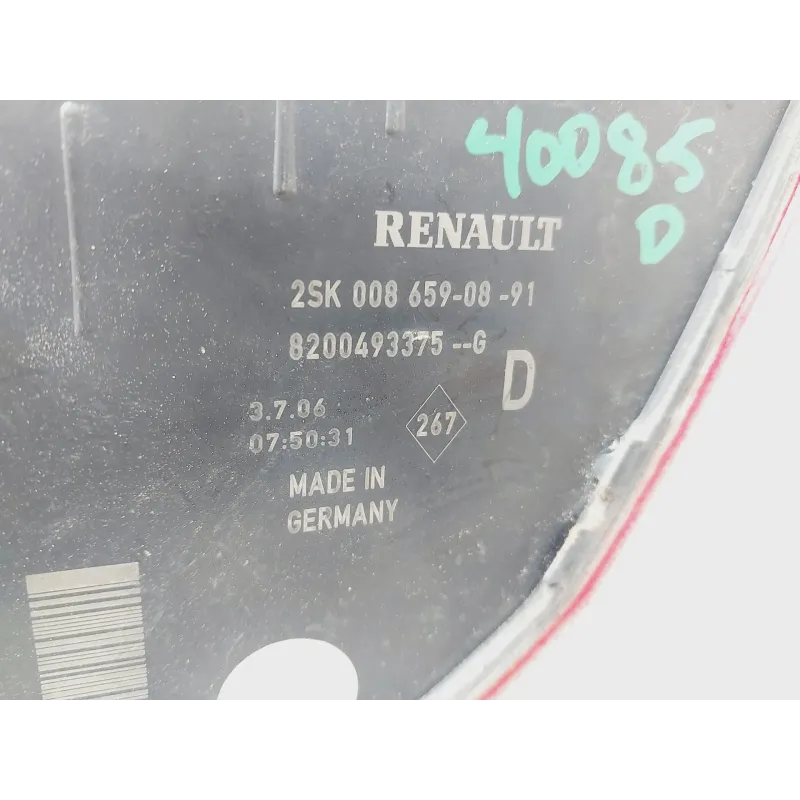 40085
D
RENAULT
2SK 008 659-08-91
8200493375--G
D
3.7.06
07:50:31
267
MADE IN
GERMANY